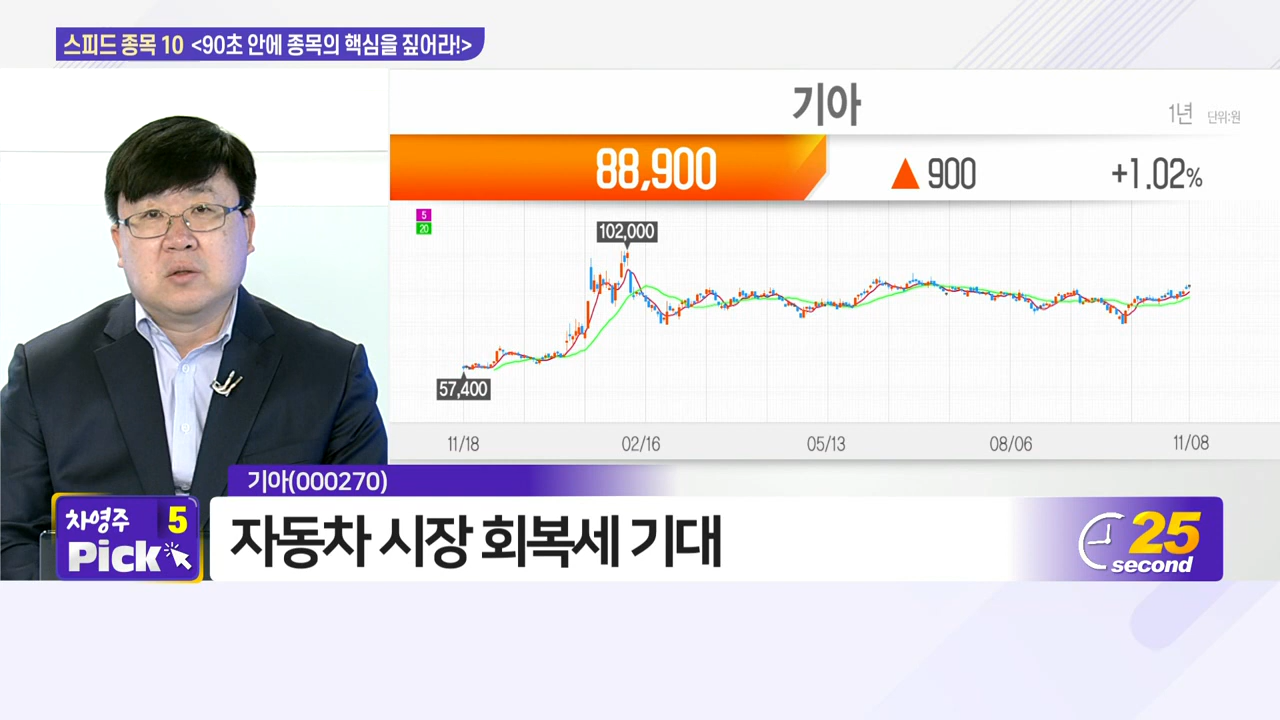 스피드 종목 10 <90초 안에 종목의 핵심을 짚어라!>
기아
1년 단위:원
88,900 ▲ 900 +1.02%
5
20
102,000
57,400
11/18 02/16 05/13 08/06 11/08
기아(000270)
차영주 5
Pick
자동차 시장 회복세 기대
25
second